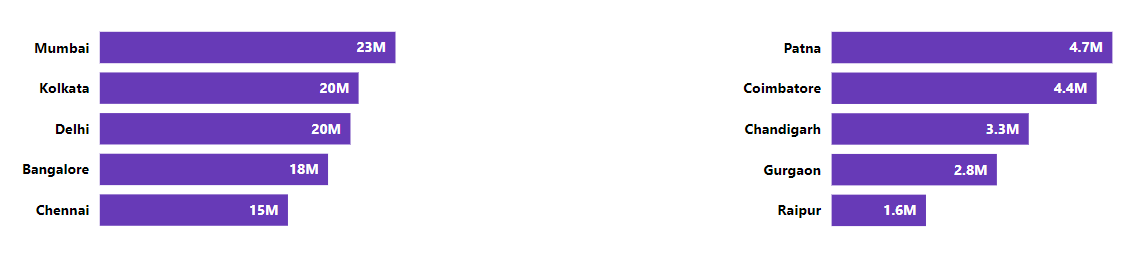 Mumbai 23M
Kolkata 20M
Delhi 20M
Bangalore 18M
Chennai 15M
Patna 4.7M
Coimbatore 4.4M
Chandigarh 3.3M
Gurgaon 2.8M
Raipur 1.6M